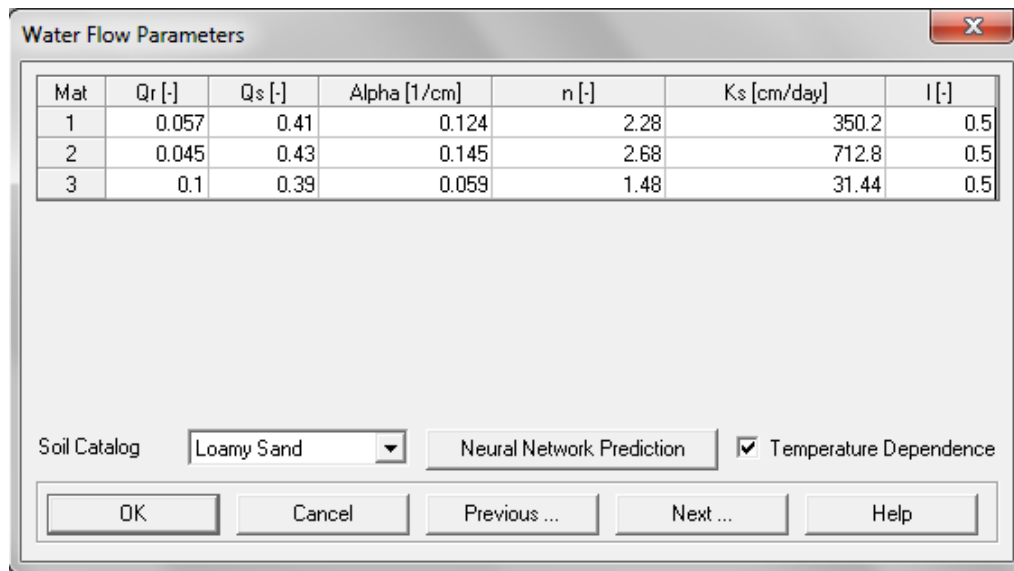 Water Flow Parameters
Mat Qr [-] Qs [-] Alpha [1/cm] n [-] Ks [cm/day] l [-]
1 0.057 0.41 0.124 2.28 350.2 0.5
2 0.045 0.43 0.145 2.68 712.8 0.5
3 0.1 0.39 0.059 1.48 31.44 0.5
Soil Catalog Loamy Sand Neural Network Prediction Temperature Dependence
OK Cancel Previous ... Next ... Help